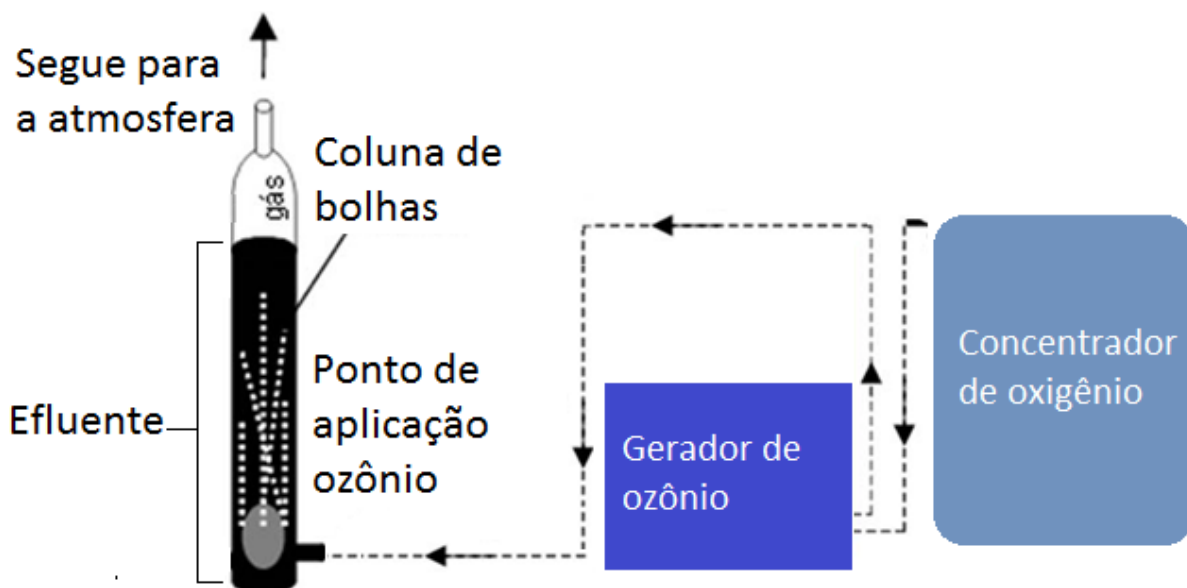 Segue para
a atmosfera
gás
Coluna de
bolhas
Efluente
Ponto de
aplicação
ozônio
Gerador de
ozônio
Concentrador
de oxigênio